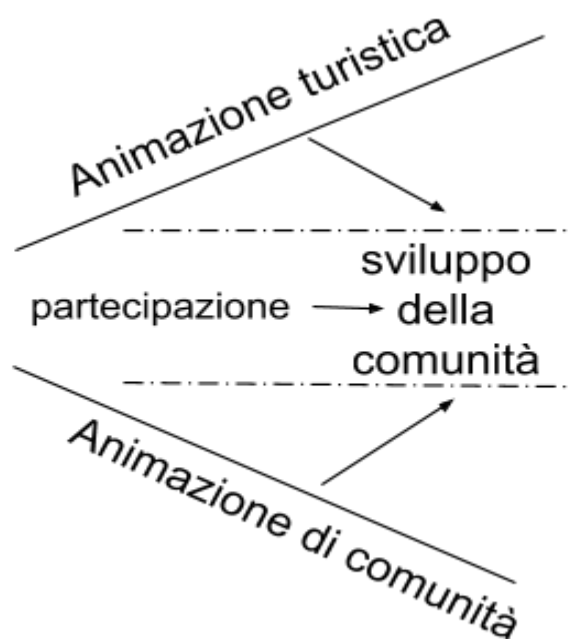 Animazione turistica
sviluppo
partecipazione della
comunità
Animazione di comunità